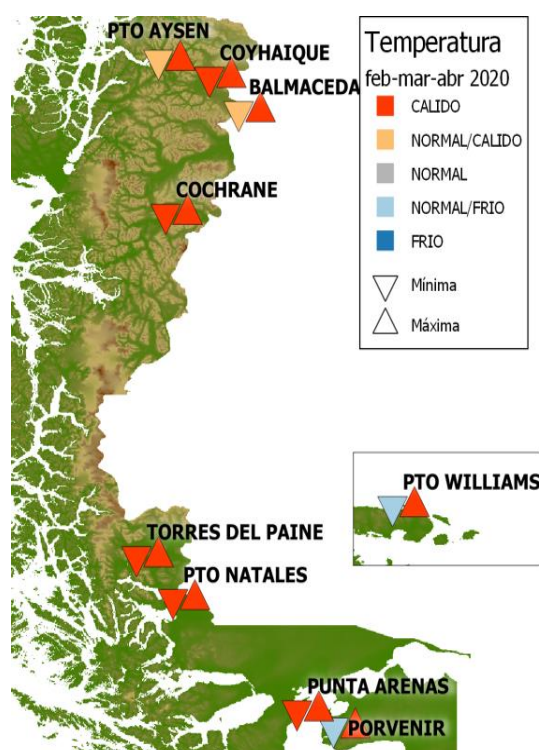 PTO AYSEN
COYHAIQUE
BALMACEDA
COCHRANE
TORRES DEL PAINE
PTO NATALES
PUNTA ARENAS
PORVENIR
PTO WILLIAMS
Temperatura
feb-mar-abr 2020
CALIDO
NORMAL/CALIDO
NORMAL
NORMAL/FRIO
FRIO
Mínima
Máxima